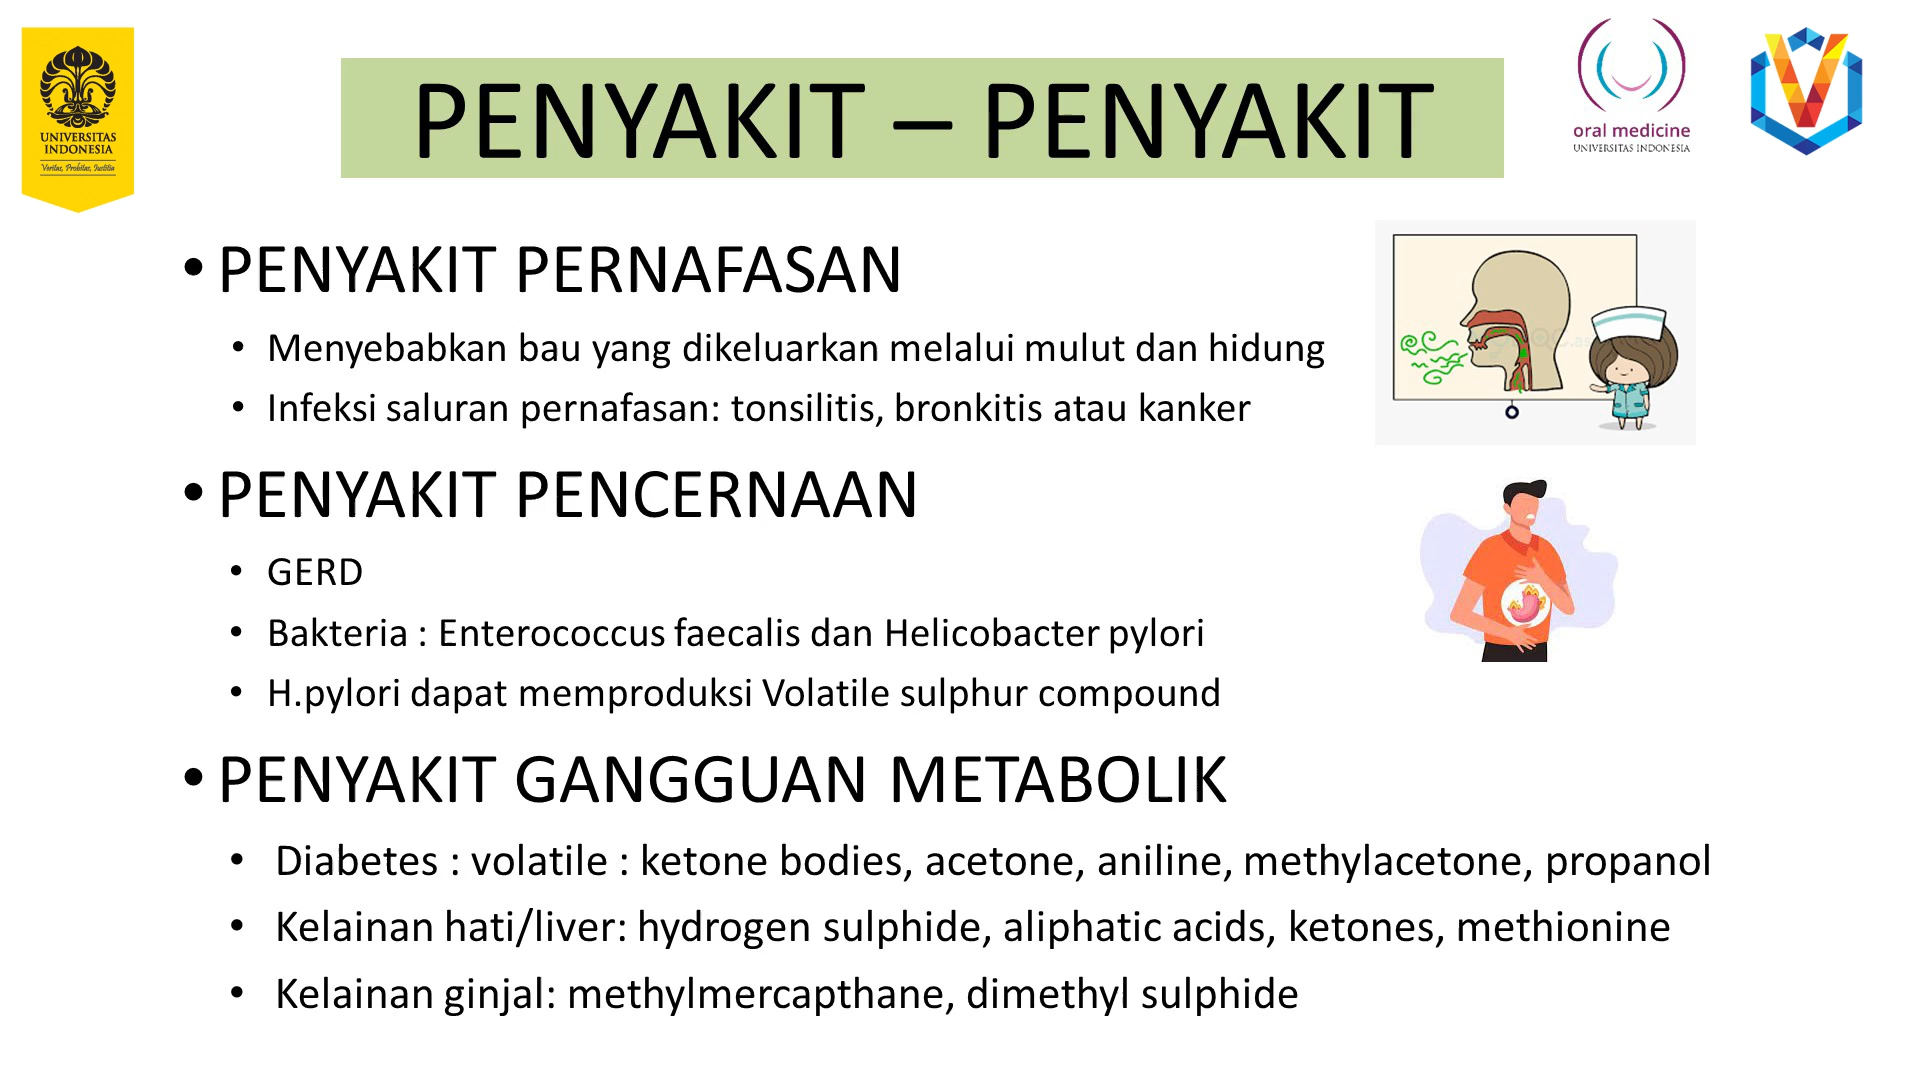 UNIVERSITAS
INDONESIA
Veritas, Probitas, Justitia
PENYAKIT – PENYAKIT
oral medicine
UNIVERSITAS INDONESIA
• PENYAKIT PERNAFASAN
• Menyebabkan bau yang dikeluarkan melalui mulut dan hidung
• Infeksi saluran pernafasan: tonsilitis, bronkitis atau kanker
• PENYAKIT PENCERNAAN
• GERD
• Bakteria : Enterococcus faecalis dan Helicobacter pylori
• H.pylori dapat memproduksi Volatile sulphur compound
• PENYAKIT GANGGUAN METABOLIK
• Diabetes : volatile : ketone bodies, acetone, aniline, methylacetone, propanol
• Kelainan hati/liver: hydrogen sulphide, aliphatic acids, ketones, methionine
• Kelainan ginjal: methylmercapthane, dimethyl sulphide